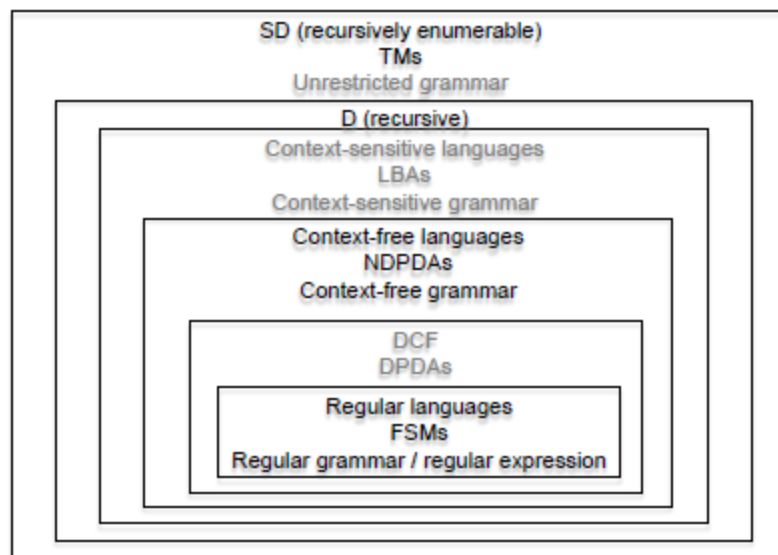 SD (recursively enumerable)
TMs
Unrestricted grammar
D (recursive)
Context-sensitive languages
LBAs
Context-sensitive grammar
Context-free languages
NDPDAs
Context-free grammar
DCF
DPDAs
Regular languages
FSMs
Regular grammar / regular expression